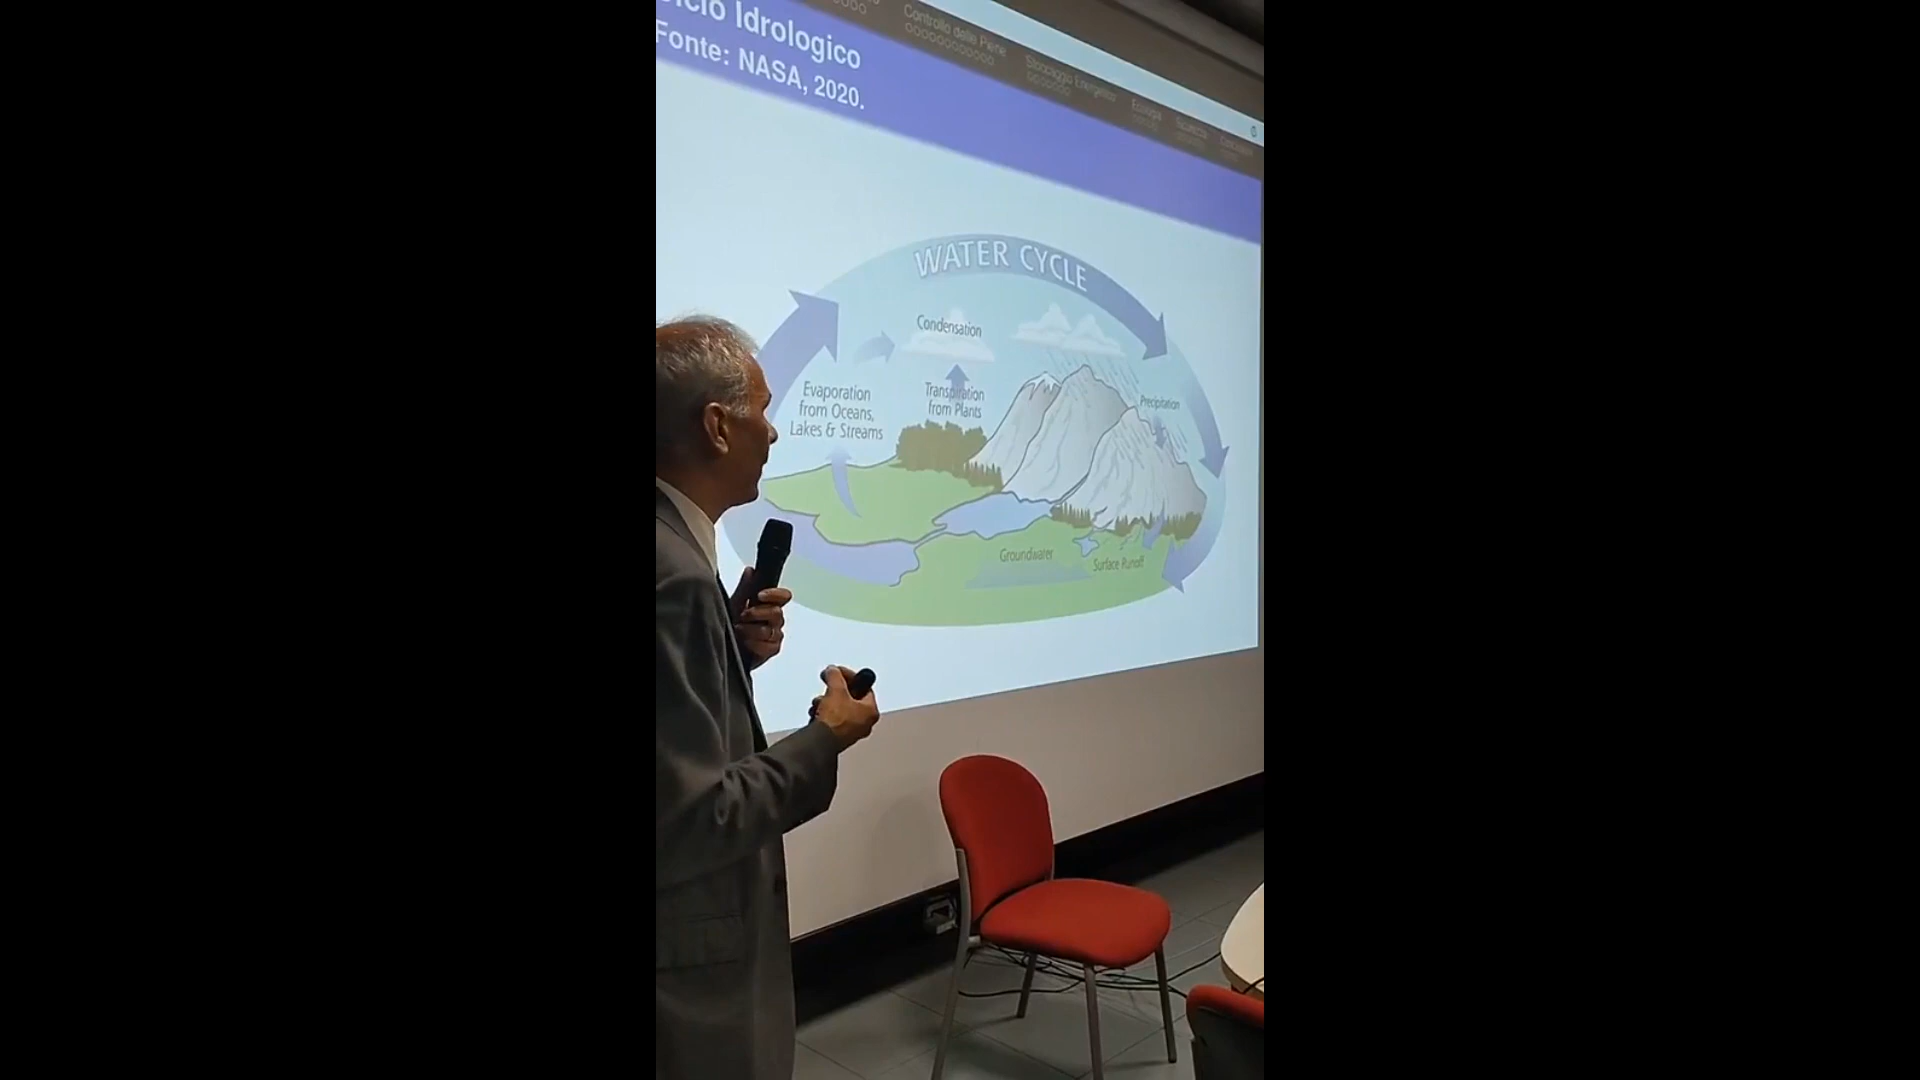 Controllo delle Piene
Stoccaggio Energetico
Ecologia
Sicurezza
Idrologico
Fonte: NASA, 2020.
WATER CYCLE
Condensation
Evaporation
from Oceans,
Lakes & Streams
Transpiration
from Plants
Precipitation
Groundwater
Surface Runoff